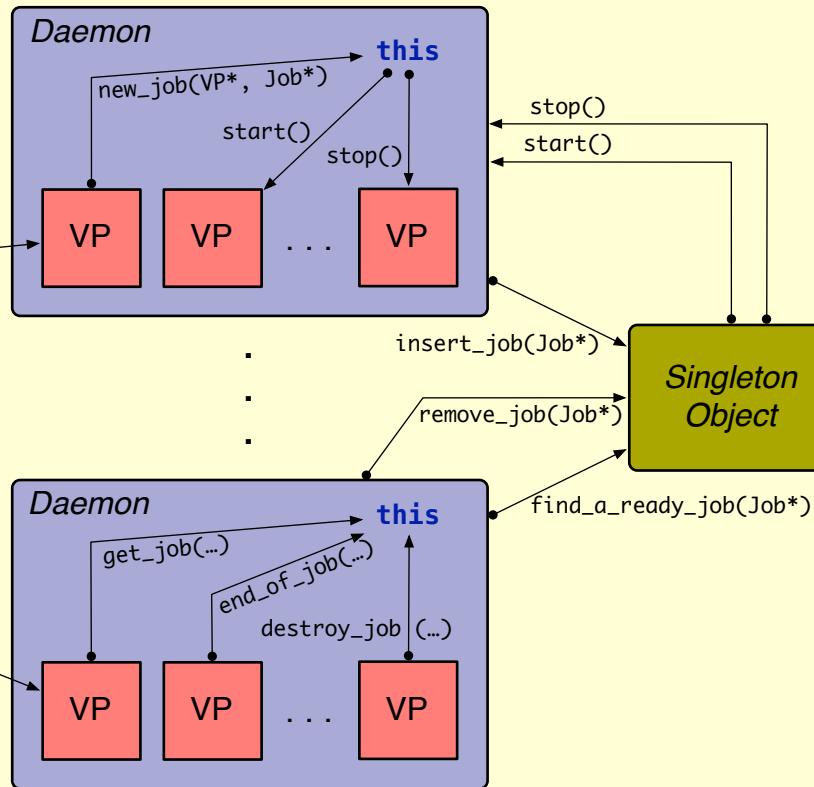 Daemon
this
new_job(VP*, Job*)
start()
stop()
VP
VP
. . .
VP
stop()
start()
insert_job(Job*)
.
.
.
remove_job(Job*)
Singleton
Object
find_a_ready_job(Job*)
Daemon
this
get_job(…)
end_of_job(…)
destroy_job (…)
VP
VP
. . .
VP